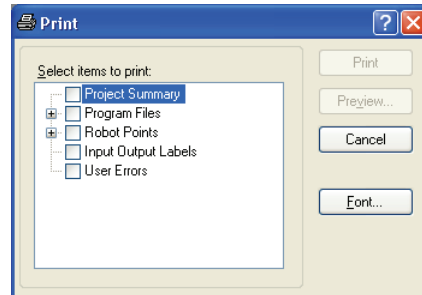 Print
Select items to print:
Project Summary
Program Files
Robot Points
Input Output Labels
User Errors
Print
Preview...
Cancel
Font...